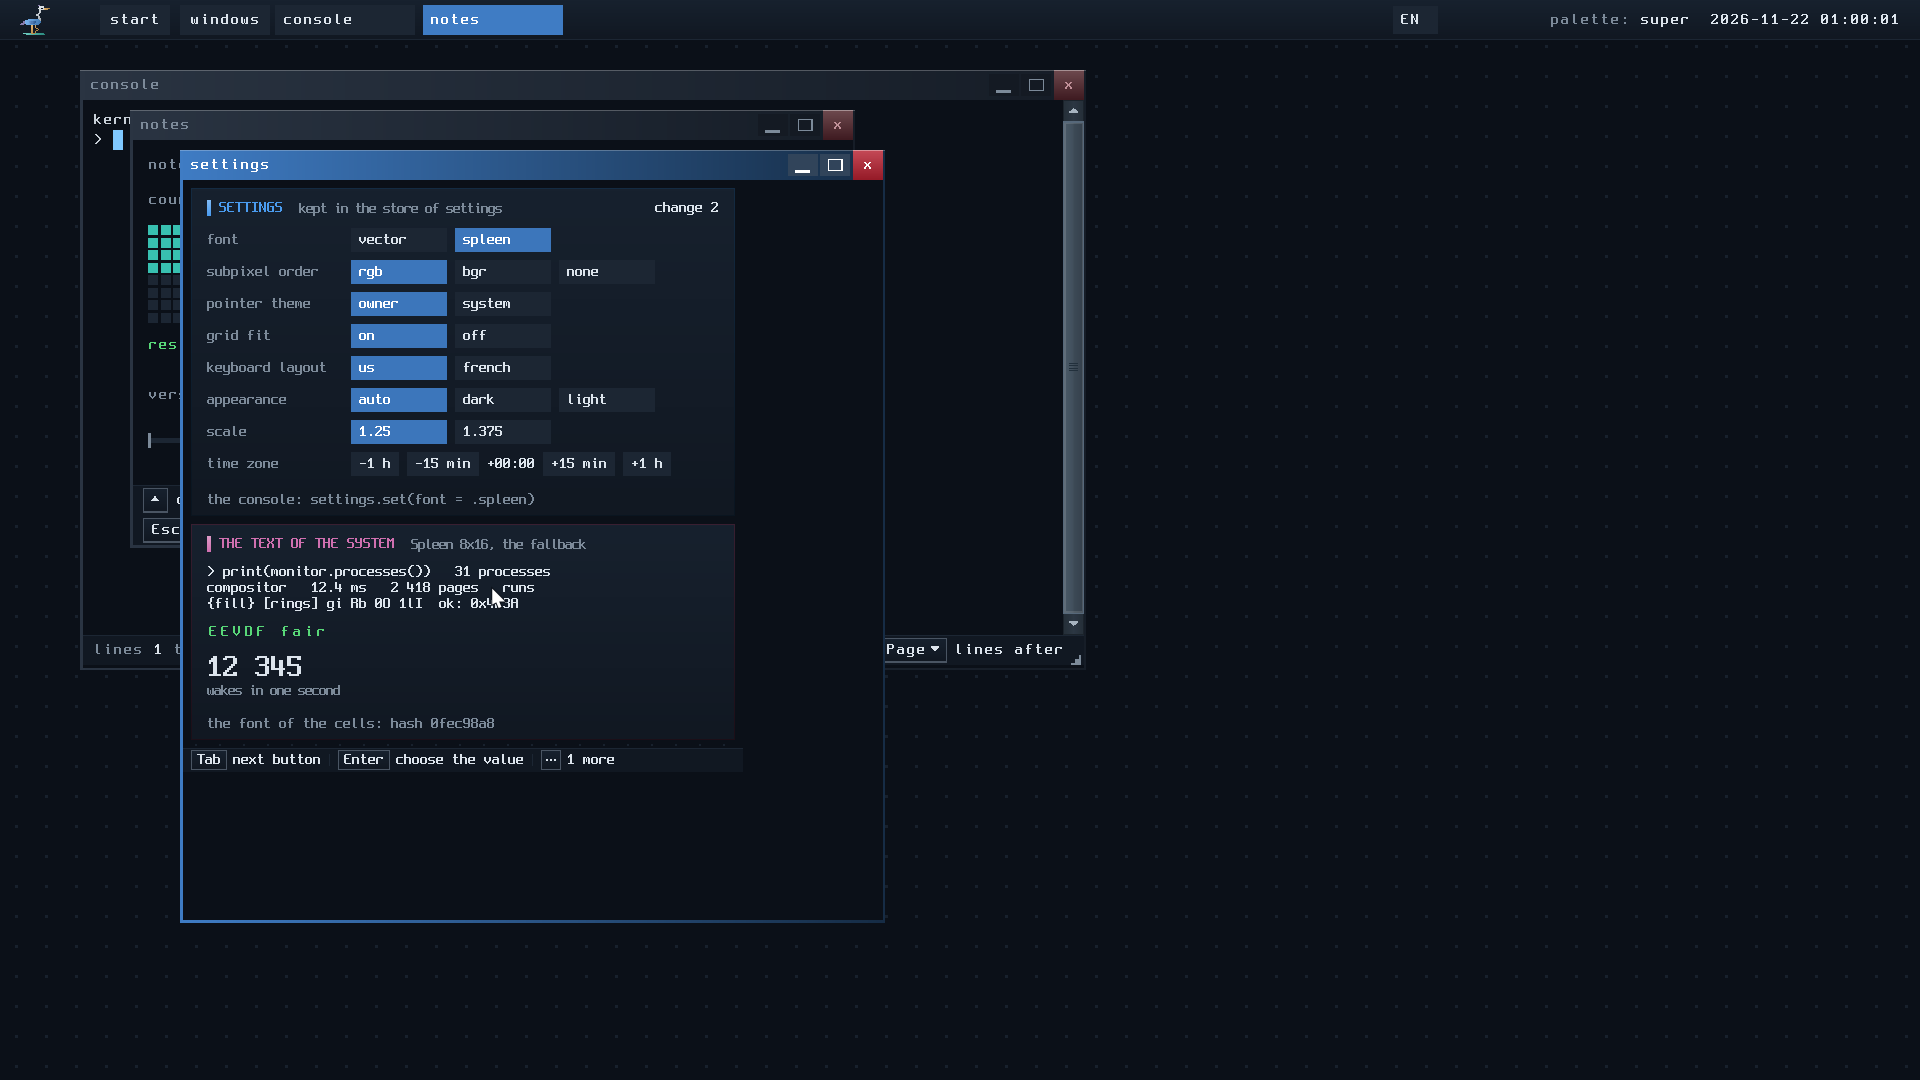 start windows console notes EN palette: super 2026-11-22 01:00:01
console
kern
>
notes
settings
SETTINGS kept in the store of settings change 2
font vector spleen
subpixel order rgb bgr none
pointer theme owner system
grid fit on off
keyboard layout us french
appearance auto dark light
scale 1.25 1.375
time zone -1 h -15 min +00:00 +15 min +1 h
the console: settings.set(font = .spleen)
THE TEXT OF THE SYSTEM Spleen 8x16, the fallback
> print(monitor.processes()) 31 processes
compositor 12.4 ms 2 418 pages runs
{fill} [rings] gi Rb 0O 1lI ok:
EEVDF fair
12 345
wakes in one second
the font of the cells: hash 0fec98a8
Tab next button Enter choose the value ... 1 more
Esc
lines 1 Page lines after